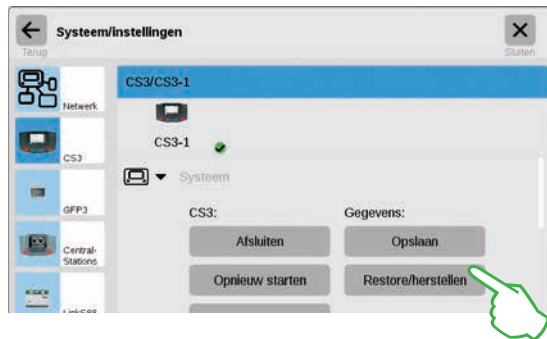 Systeem/instellingen
Terug
Sluiten
Netwerk
CS3
GFP3
Central-
Stations
LinkS88
CS3/CS3-1
CS3-1
Systeem
CS3:
Gegevens:
Afsluiten
Opslaan
Opnieuw starten
Restore/herstellen